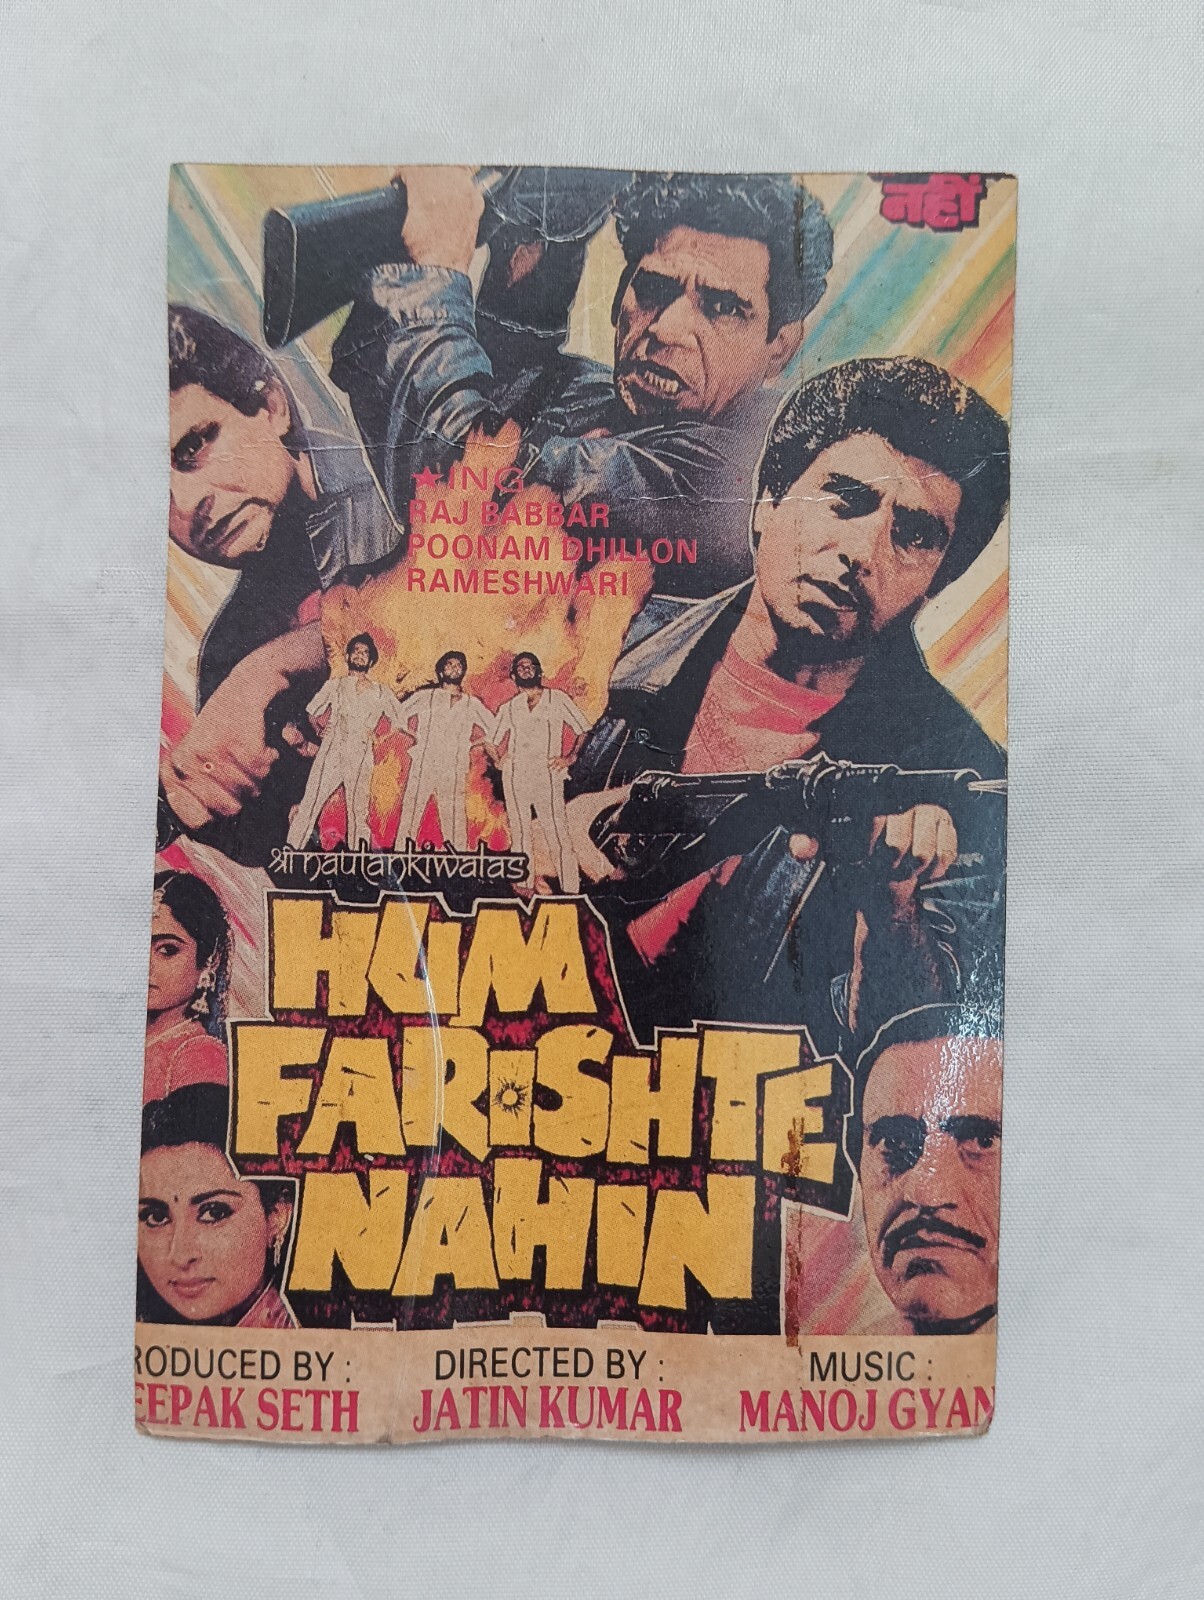 नहीं
★ING
RAJ BABBAR
POONAM DHILLON
RAMESHWARI
श्री nautankiwalas
HUM
FARISHTE
NAHIN
RODUCED BY : DIRECTED BY : MUSIC :
EEPAK SETH JATIN KUMAR MANOJ GYAN